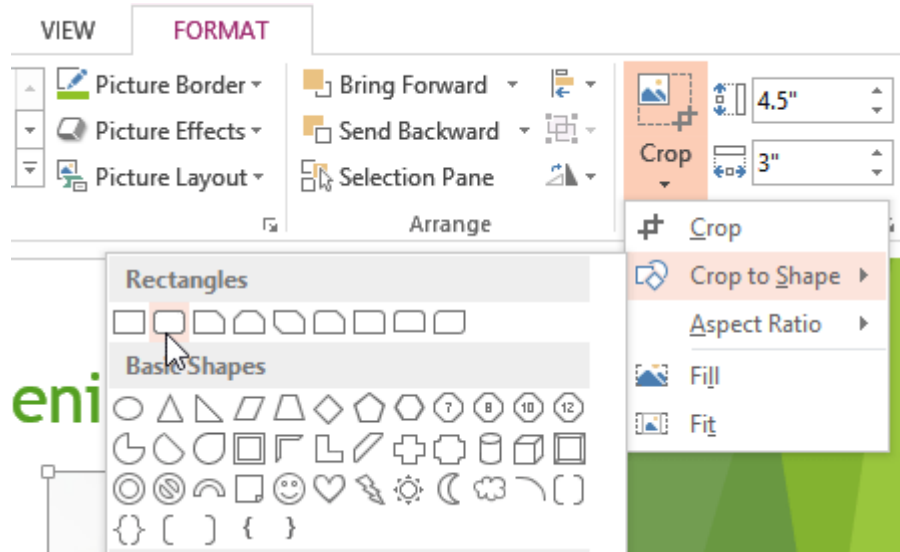 VIEW FORMAT
Picture Border
Bring Forward
4.5"
Picture Effects
Send Backward
Crop
3"
Picture Layout
Selection Pane
Arrange
Crop
Crop to Shape
Aspect Ratio
Fill
Fit
Rectangles
Basic Shapes
7 8 10 12
eni